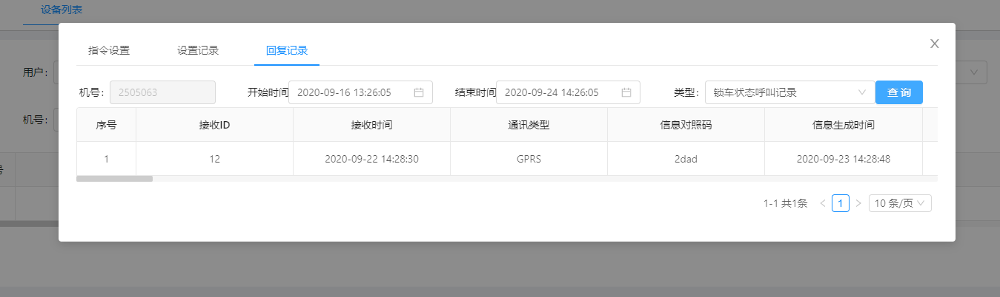 设备列表
指令设置 设置记录 回复记录
用户：
机号： 2505063 开始时间 2020-09-16 13:26:05 结束时间 2020-09-24 14:26:05 类型： 锁车状态呼叫记录 查 询
机号：
序号 接收ID 接收时间 通讯类型 信息对照码 信息生成时间
1 12 2020-09-22 14:28:30 GPRS 2dad 2020-09-23 14:28:48
1-1 共1条 < 1 > 10 条/页